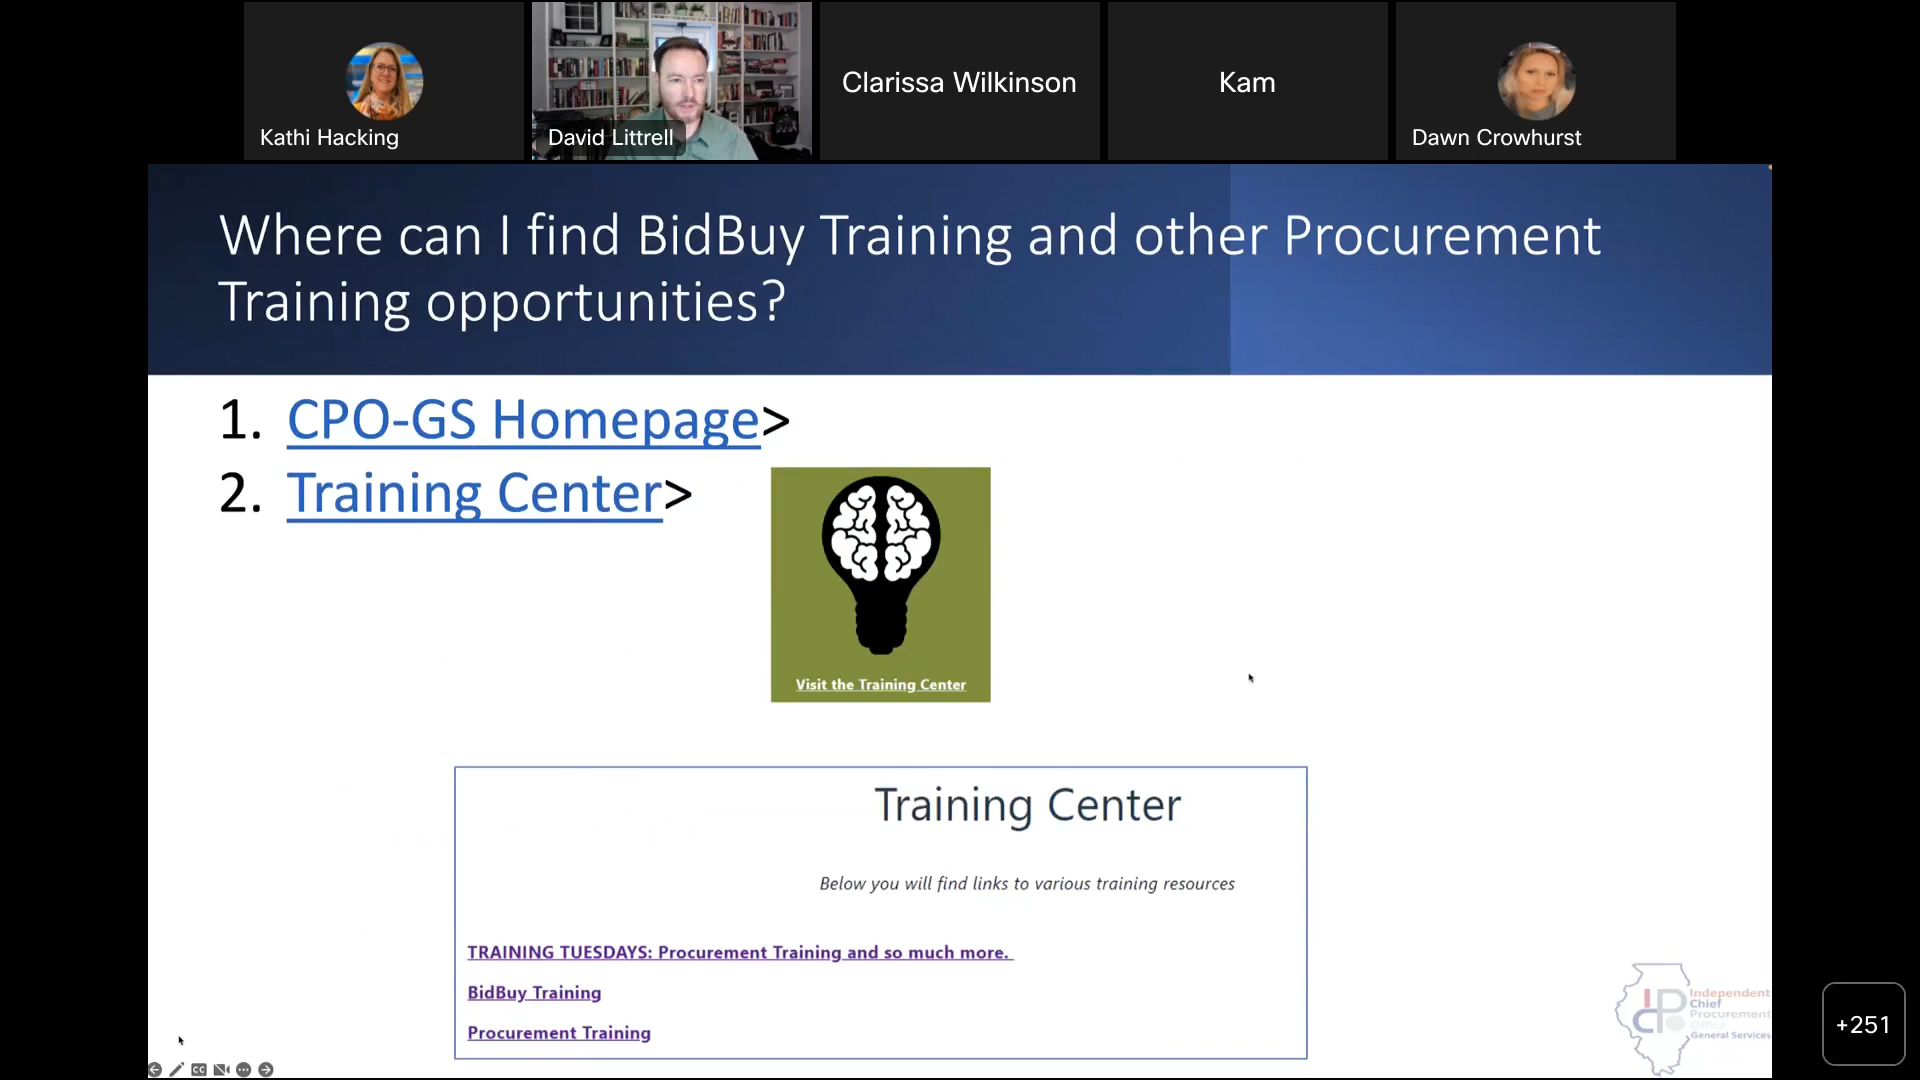 Kathi Hacking
David Littrell
Clarissa Wilkinson
Kam
Dawn Crowhurst
Where can I find BidBuy Training and other Procurement
Training opportunities?
1. CPO-GS Homepage>
2. Training Center>
Visit the Training Center
Training Center
Below you will find links to various training resources
TRAINING TUESDAYS: Procurement Training and so much more.
BidBuy Training
Procurement Training
Independent
Chief
Procurement
Office
General Services
+251
CC